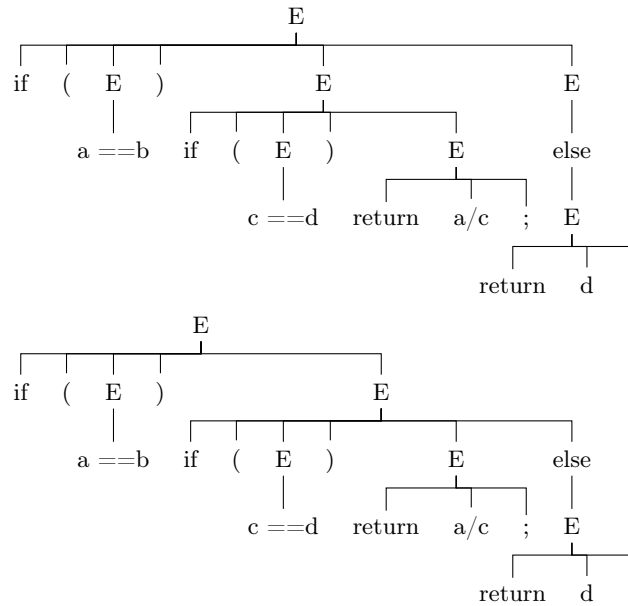 E
if ( E ) E E
a ==b if ( E ) E else
c ==d return a/c ; E
return d
E
if ( E ) E
a ==b if ( E ) E else
c ==d return a/c ; E
return d